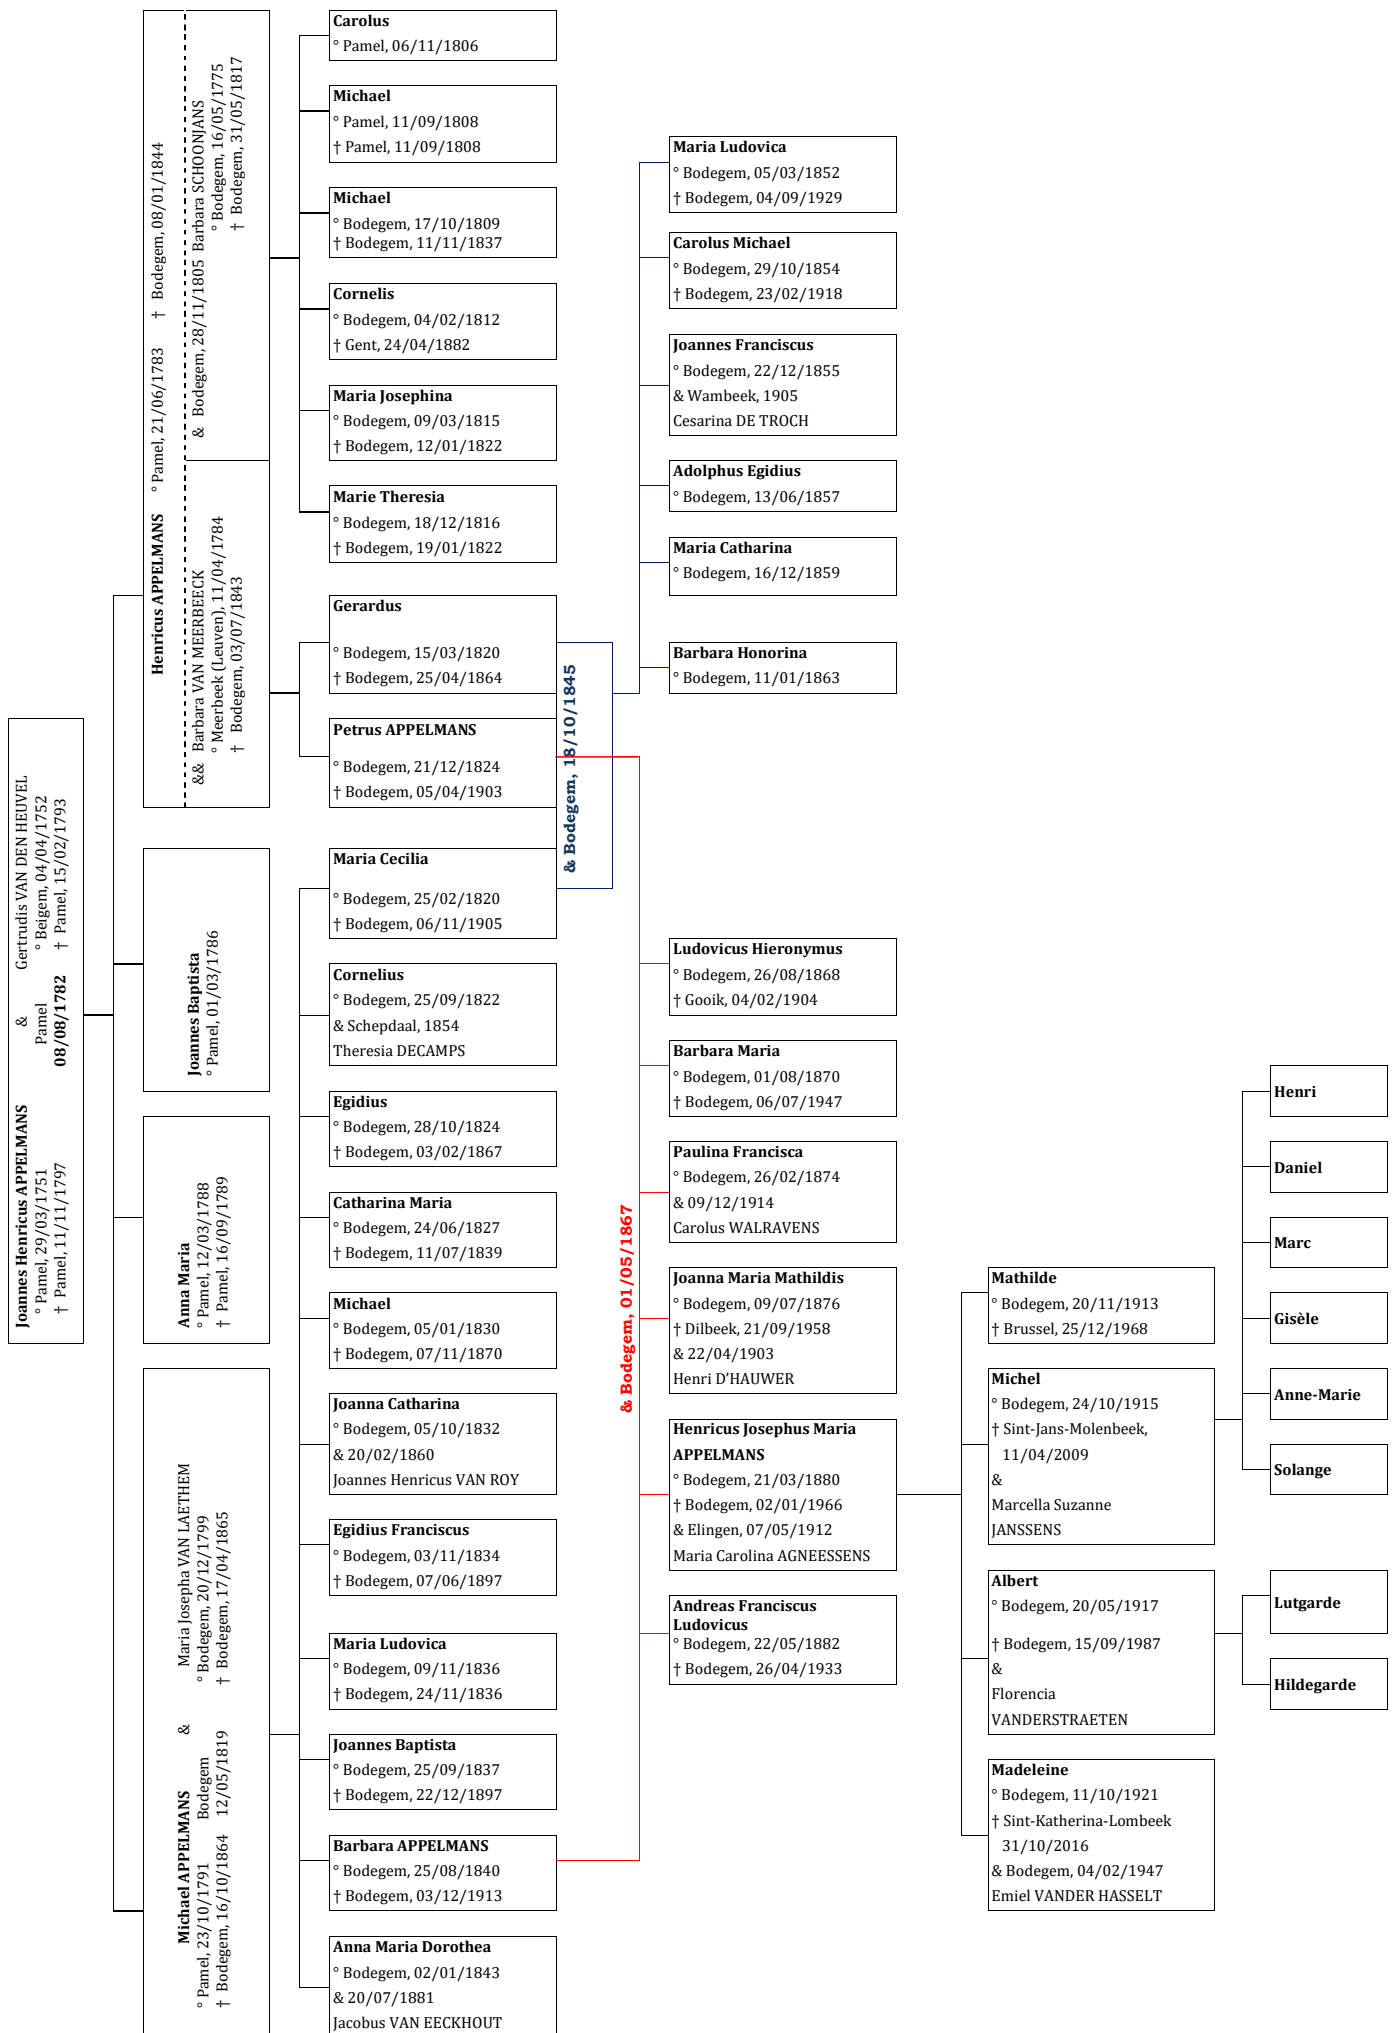 Joannes Henricus APPELMANS & Gertrudis VAN DEN HEUVEL
° Pamel, 29/03/1751 Pamel ° Beigem, 04/04/1752
† Pamel, 11/11/1797 08/08/1782 † Pamel, 15/02/1793
Henricus APPELMANS ° Pamel, 21/06/1783 † Bodegem, 08/01/1844
& Bodegem, 28/11/1805 Barbara SCHOONJANS
° Bodegem, 16/05/1775
† Bodegem, 31/05/1817
&& Barbara VAN MEERBEECK
° Meerbeek (Leuven), 11/04/1784
† Bodegem, 03/07/1843
Joannes Baptista
° Pamel, 01/03/1786
Anna Maria
° Pamel, 12/03/1788
† Pamel, 16/09/1789
Michael APPELMANS & Maria Josepha VAN LAETHEM
° Pamel, 23/10/1791 Bodegem ° Bodegem, 20/12/1799
† Bodegem, 16/10/1864 12/05/1819 † Bodegem, 17/04/1865
Carolus
° Pamel, 06/11/1806
Michael
° Pamel, 11/09/1808
† Pamel, 11/09/1808
Michael
° Bodegem, 17/10/1809
† Bodegem, 11/11/1837
Cornelis
° Bodegem, 04/02/1812
† Gent, 24/04/1882
Maria Josephina
° Bodegem, 09/03/1815
† Bodegem, 12/01/1822
Marie Theresia
° Bodegem, 18/12/1816
† Bodegem, 19/01/1822
Gerardus
° Bodegem, 15/03/1820
† Bodegem, 25/04/1864
Petrus APPELMANS
° Bodegem, 21/12/1824
† Bodegem, 05/04/1903
Maria Cecilia
° Bodegem, 25/02/1820
† Bodegem, 06/11/1905
Cornelius
° Bodegem, 25/09/1822
& Schepdaal, 1854
Theresia DECAMPS
Egidius
° Bodegem, 28/10/1824
† Bodegem, 03/02/1867
Catharina Maria
° Bodegem, 24/06/1827
† Bodegem, 11/07/1839
Michael
° Bodegem, 05/01/1830
† Bodegem, 07/11/1870
Joanna Catharina
° Bodegem, 05/10/1832
& 20/02/1860
Joannes Henricus VAN ROY
Egidius Franciscus
° Bodegem, 03/11/1834
† Bodegem, 07/06/1897
Maria Ludovica
° Bodegem, 09/11/1836
† Bodegem, 24/11/1836
Joannes Baptista
° Bodegem, 25/09/1837
† Bodegem, 22/12/1897
Barbara APPELMANS
° Bodegem, 25/08/1840
† Bodegem, 03/12/1913
Anna Maria Dorothea
° Bodegem, 02/01/1843
& 20/07/1881
Jacobus VAN EECKHOUT
& Bodegem, 18/10/1845
& Bodegem, 01/05/1867
Maria Ludovica
° Bodegem, 05/03/1852
† Bodegem, 04/09/1929
Carolus Michael
° Bodegem, 29/10/1854
† Bodegem, 23/02/1918
Joannes Franciscus
° Bodegem, 22/12/1855
& Wambeek, 1905
Cesarina DE TROCH
Adolphus Egidius
° Bodegem, 13/06/1857
Maria Catharina
° Bodegem, 16/12/1859
Barbara Honorina
° Bodegem, 11/01/1863
Ludovicus Hieronymus
° Bodegem, 26/08/1868
† Gooik, 04/02/1904
Barbara Maria
° Bodegem, 01/08/1870
† Bodegem, 06/07/1947
Paulina Francisca
° Bodegem, 26/02/1874
& 09/12/1914
Carolus WALRAVENS
Joanna Maria Mathildis
° Bodegem, 09/07/1876
† Dilbeek, 21/09/1958
& 22/04/1903
Henri D'HAUWER
Henricus Josephus Maria
APPELMANS
° Bodegem, 21/03/1880
† Bodegem, 02/01/1966
& Elingen, 07/05/1912
Maria Carolina AGNEESSENS
Andreas Franciscus
Ludovicus
° Bodegem, 22/05/1882
† Bodegem, 26/04/1933
Mathilde
° Bodegem, 20/11/1913
† Brussel, 25/12/1968
Michel
° Bodegem, 24/10/1915
† Sint-Jans-Molenbeek,
11/04/2009
&
Marcella Suzanne
JANSSENS
Albert
° Bodegem, 20/05/1917
† Bodegem, 15/09/1987
&
Florencia
VANDERSTRAETEN
Madeleine
° Bodegem, 11/10/1921
† Sint-Katherina-Lombeek
31/10/2016
& Bodegem, 04/02/1947
Emiel VANDER HASSELT
Henri
Daniel
Marc
Gisèle
Anne-Marie
Solange
Lutgarde
Hildegarde